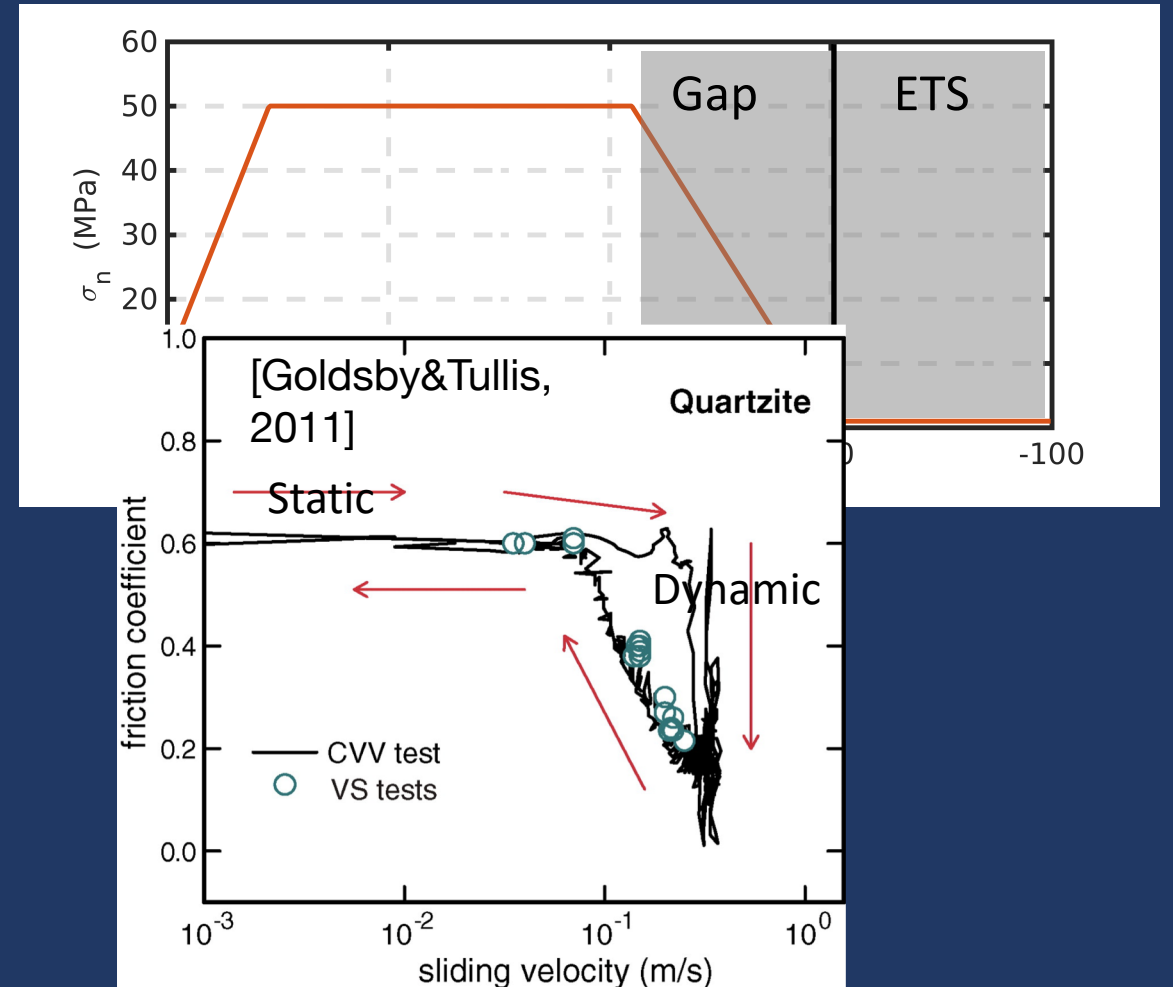 60
Gap
ETS
50
40
30
20
σn (MPa)
-100
1.0
[Goldsby&Tullis,
2011]
Quartzite
0.8
Static
0.6
Dynamic
0.4
0.2
CVV test
VS tests
0.0
friction coefficient
10-3
10-2
10-1
100
sliding velocity (m/s)